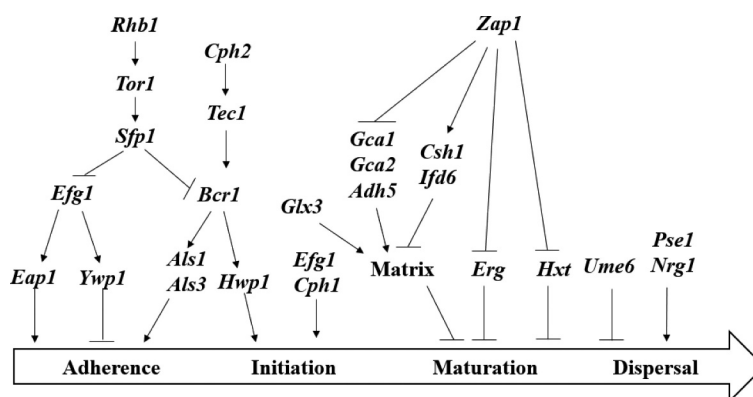 Rhb1
Zap1
Cph2
Tor1
Tec1
Sfp1
Gca1
Gca2
Adh5
Csh1
Ifd6
Efg1
Bcr1
Glx3
Pse1
Nrg1
Eap1
Ywp1
Als1
Als3
Hwp1
Efg1
Cph1
Matrix
Erg
Hxt
Ume6
Adherence
Initiation
Maturation
Dispersal